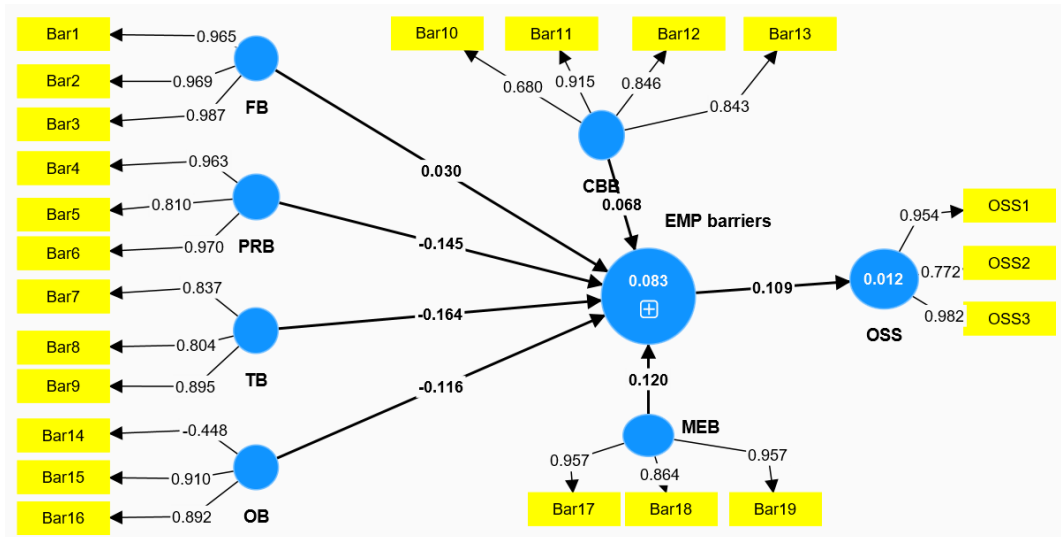 Bar1
0.965
Bar2
0.969
Bar3
0.987
FB
Bar4
0.963
Bar5
0.810
Bar6
0.970
PRB
Bar7
0.837
Bar8
0.804
Bar9
0.895
TB
Bar14
-0.448
Bar15
0.910
Bar16
0.892
OB
0.030
-0.145
-0.164
-0.116
Bar10
Bar11
Bar12
Bar13
0.680
0.915
0.846
0.843
CBB
0.068
EMP barriers
0.083
0.109
0.120
MEB
0.957
0.864
0.957
Bar17
Bar18
Bar19
0.012
OSS
0.954
OSS1
0.772
OSS2
0.982
OSS3